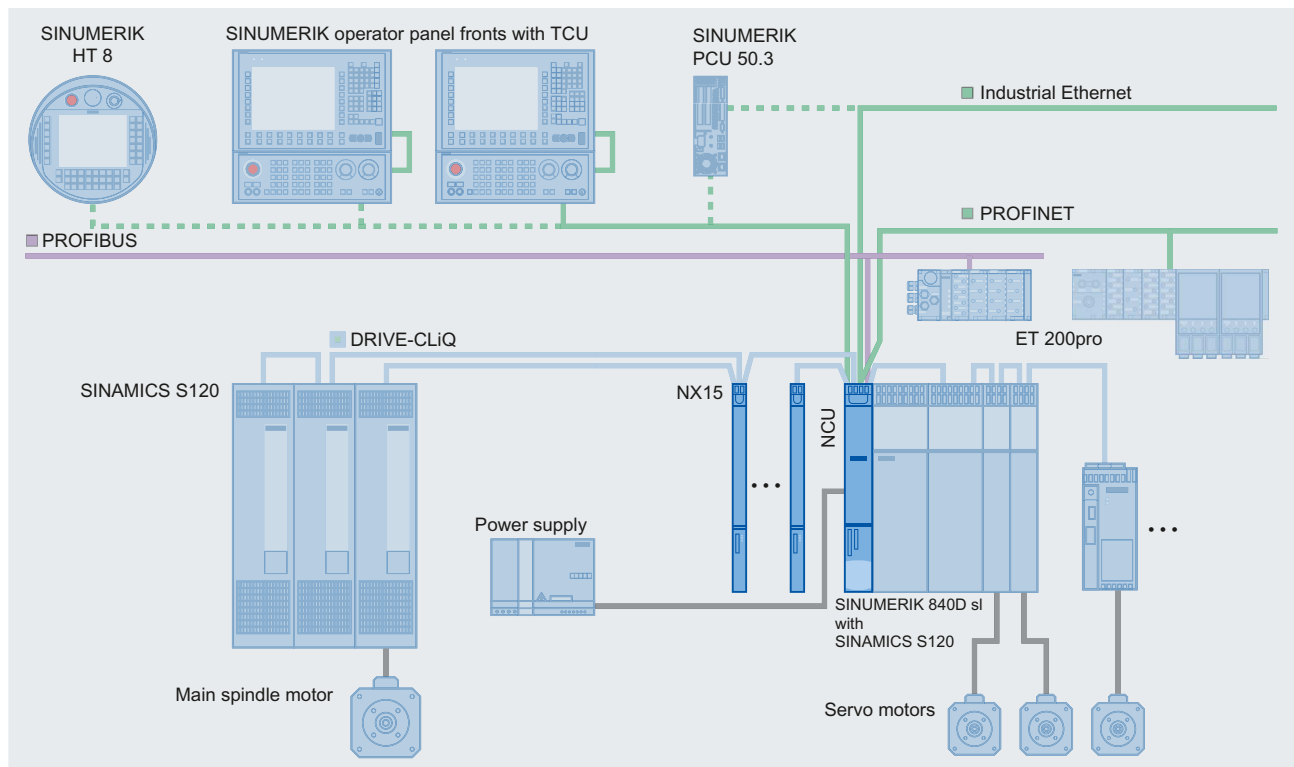 SINUMERIK
HT 8
SINUMERIK operator panel fronts with TCU
SINUMERIK
PCU 50.3
Industrial Ethernet
PROFINET
PROFIBUS
ET 200pro
DRIVE-CLiQ
SINAMICS S120
NX15
NCU
...
...
Power supply
SINUMERIK 840D sl
with
SINAMICS S120
Main spindle motor
Servo motors